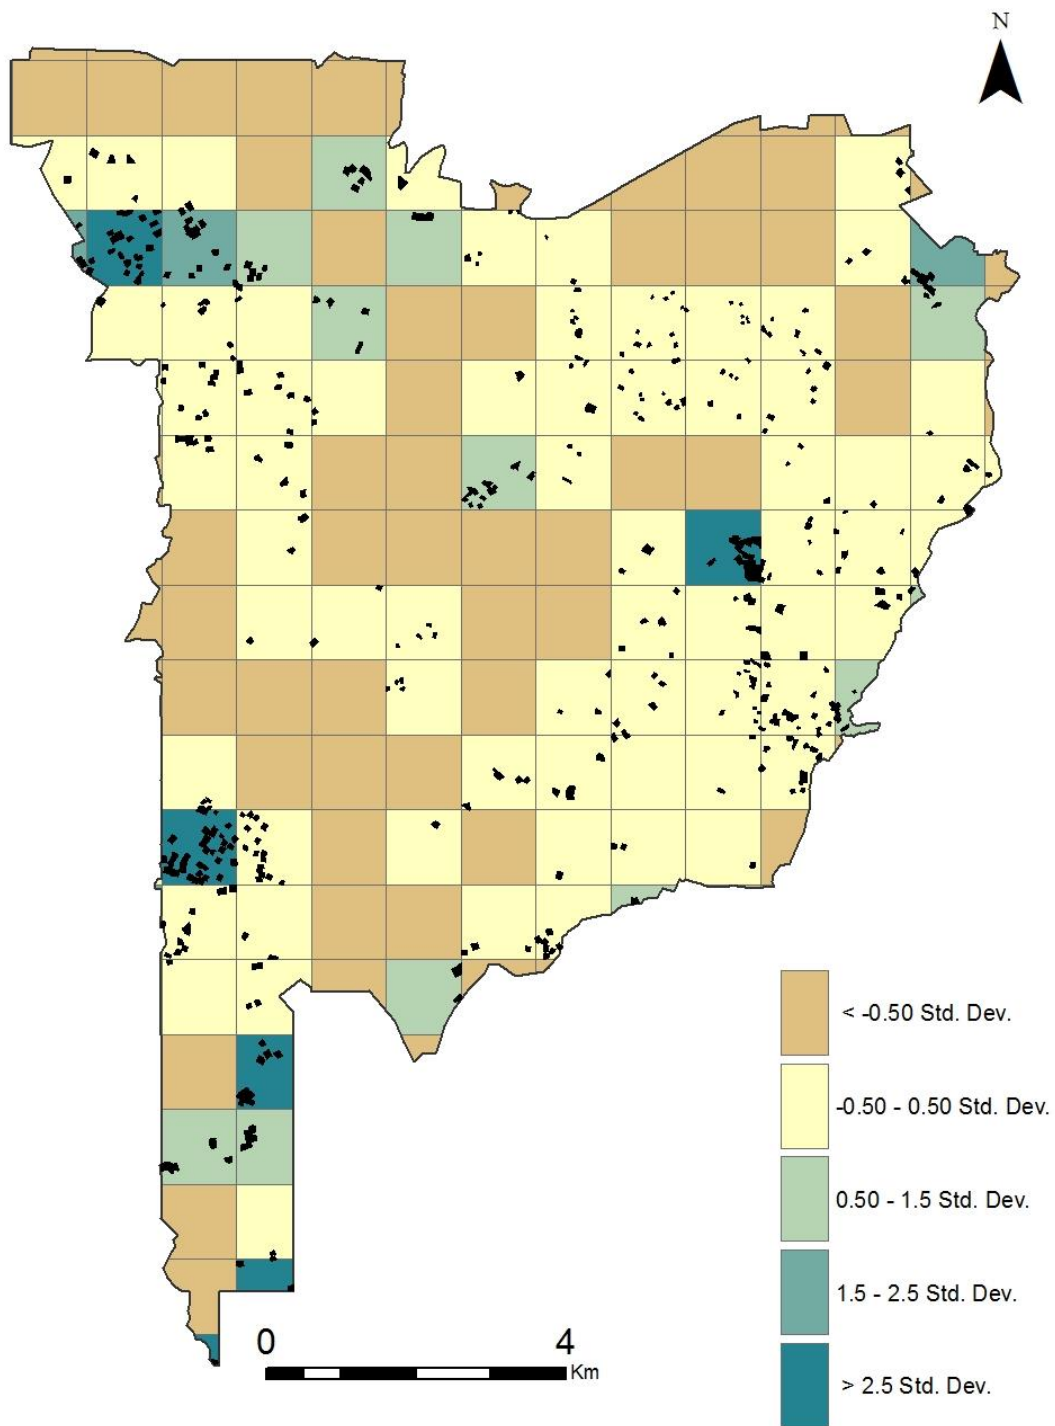 N
< -0.50 Std. Dev.
-0.50 - 0.50 Std. Dev.
0.50 - 1.5 Std. Dev.
1.5 - 2.5 Std. Dev.
> 2.5 Std. Dev.
0 4
Km